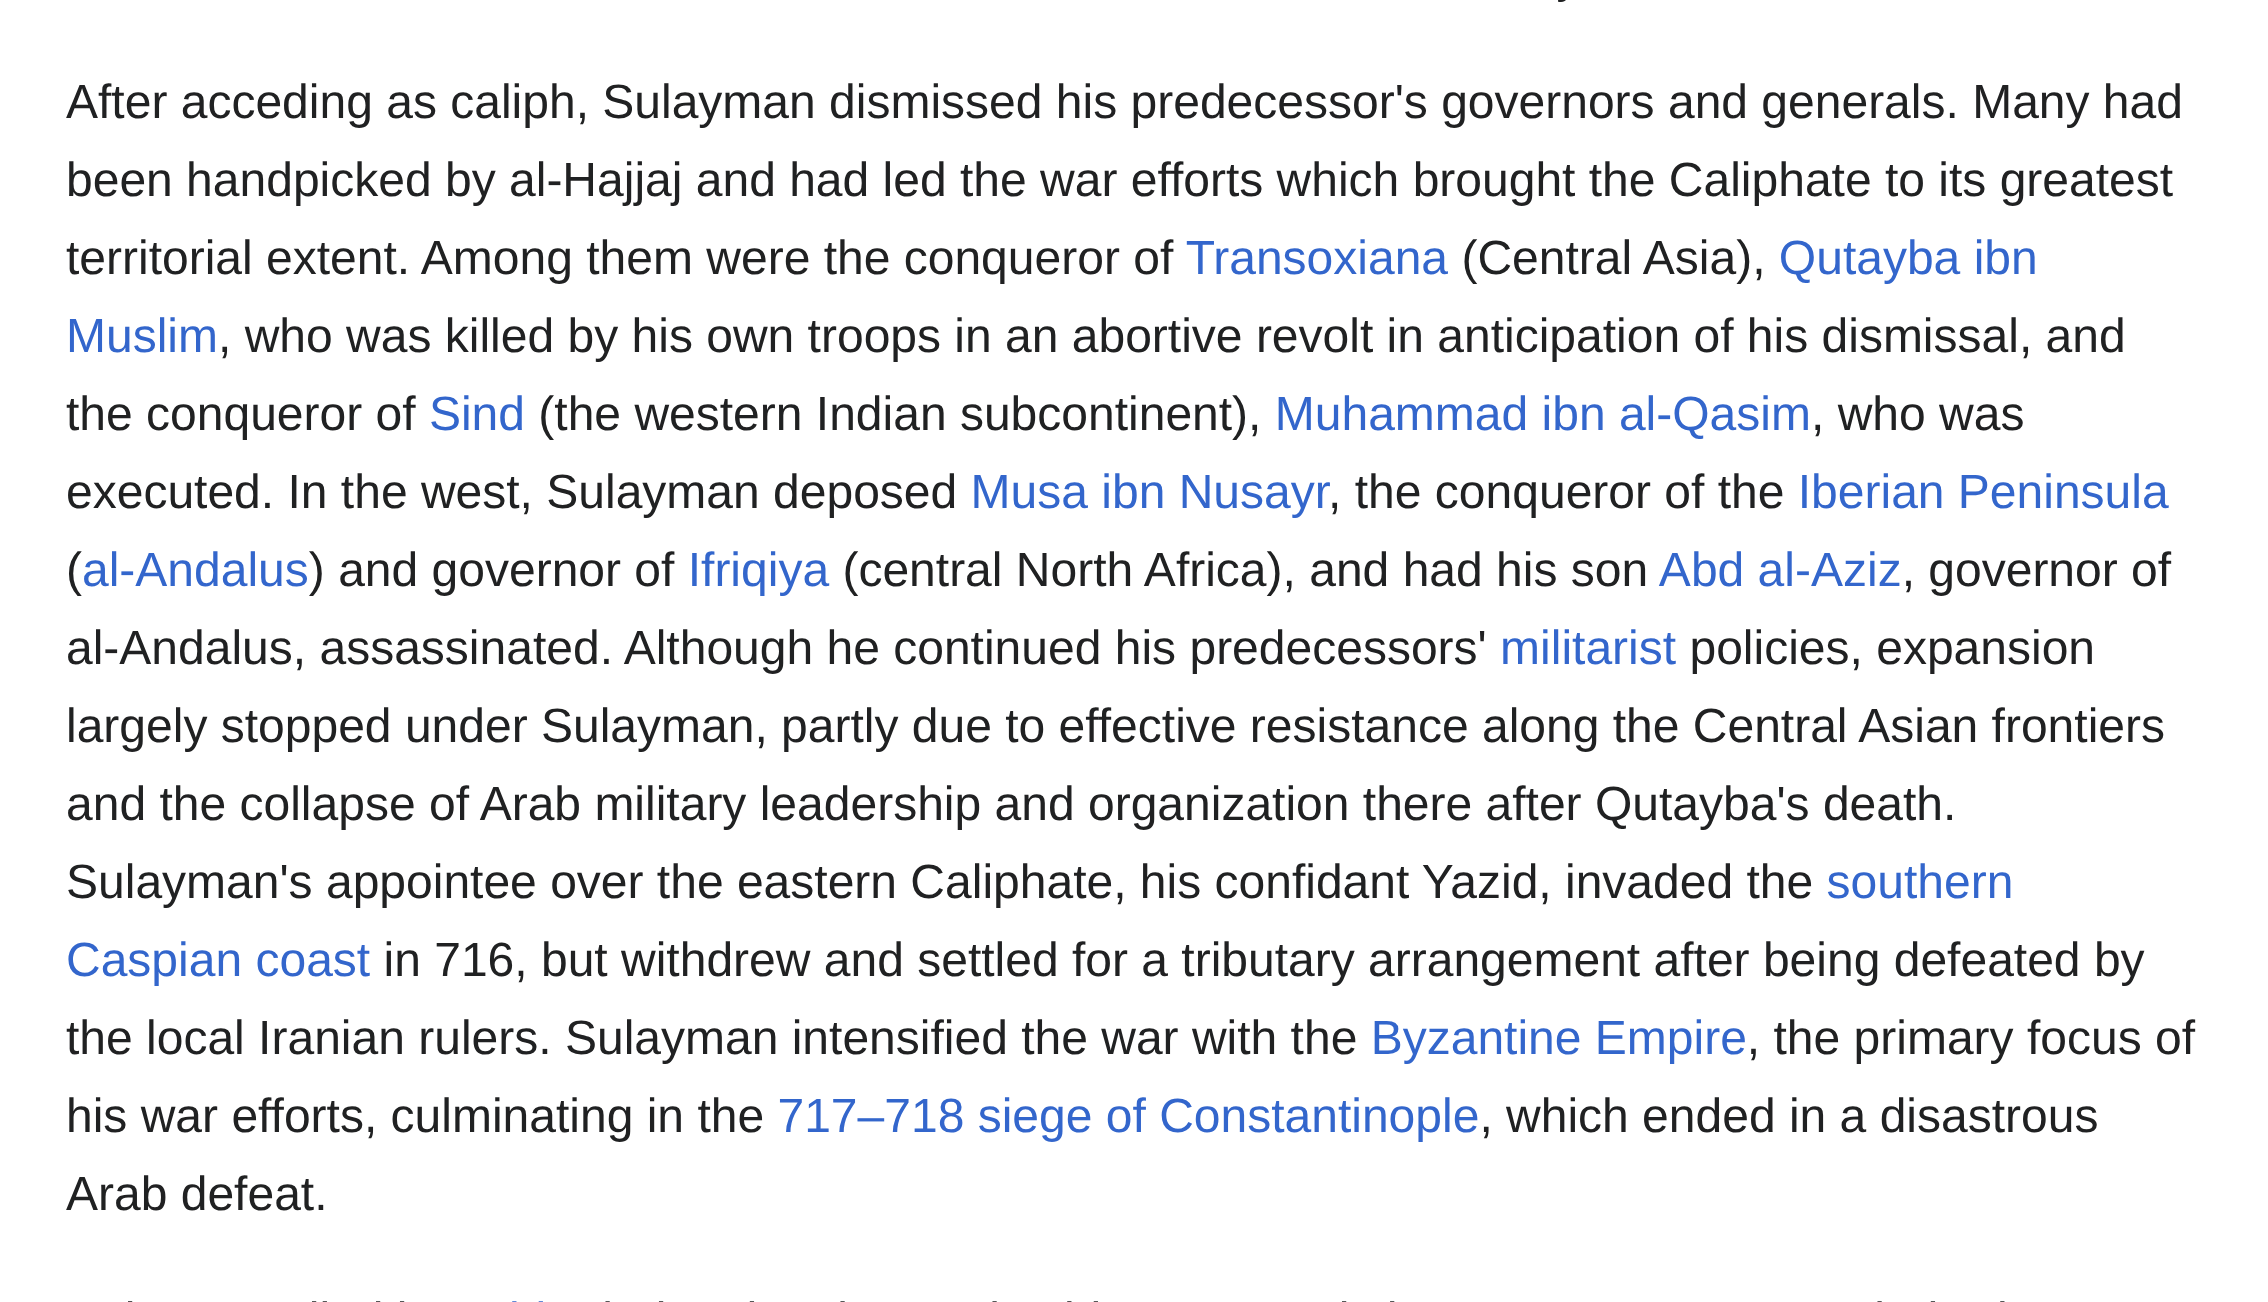 After acceding as caliph, Sulayman dismissed his predecessor's governors and generals. Many had
been handpicked by al-Hajjaj and had led the war efforts which brought the Caliphate to its greatest
territorial extent. Among them were the conqueror of Transoxiana (Central Asia), Qutayba ibn
Muslim, who was killed by his own troops in an abortive revolt in anticipation of his dismissal, and
the conqueror of Sind (the western Indian subcontinent), Muhammad ibn al-Qasim, who was
executed. In the west, Sulayman deposed Musa ibn Nusayr, the conqueror of the Iberian Peninsula
(al-Andalus) and governor of Ifriqiya (central North Africa), and had his son Abd al-Aziz, governor of
al-Andalus, assassinated. Although he continued his predecessors' militarist policies, expansion
largely stopped under Sulayman, partly due to effective resistance along the Central Asian frontiers
and the collapse of Arab military leadership and organization there after Qutayba's death.
Sulayman's appointee over the eastern Caliphate, his confidant Yazid, invaded the southern
Caspian coast in 716, but withdrew and settled for a tributary arrangement after being defeated by
the local Iranian rulers. Sulayman intensified the war with the Byzantine Empire, the primary focus of
his war efforts, culminating in the 717–718 siege of Constantinople, which ended in a disastrous
Arab defeat.